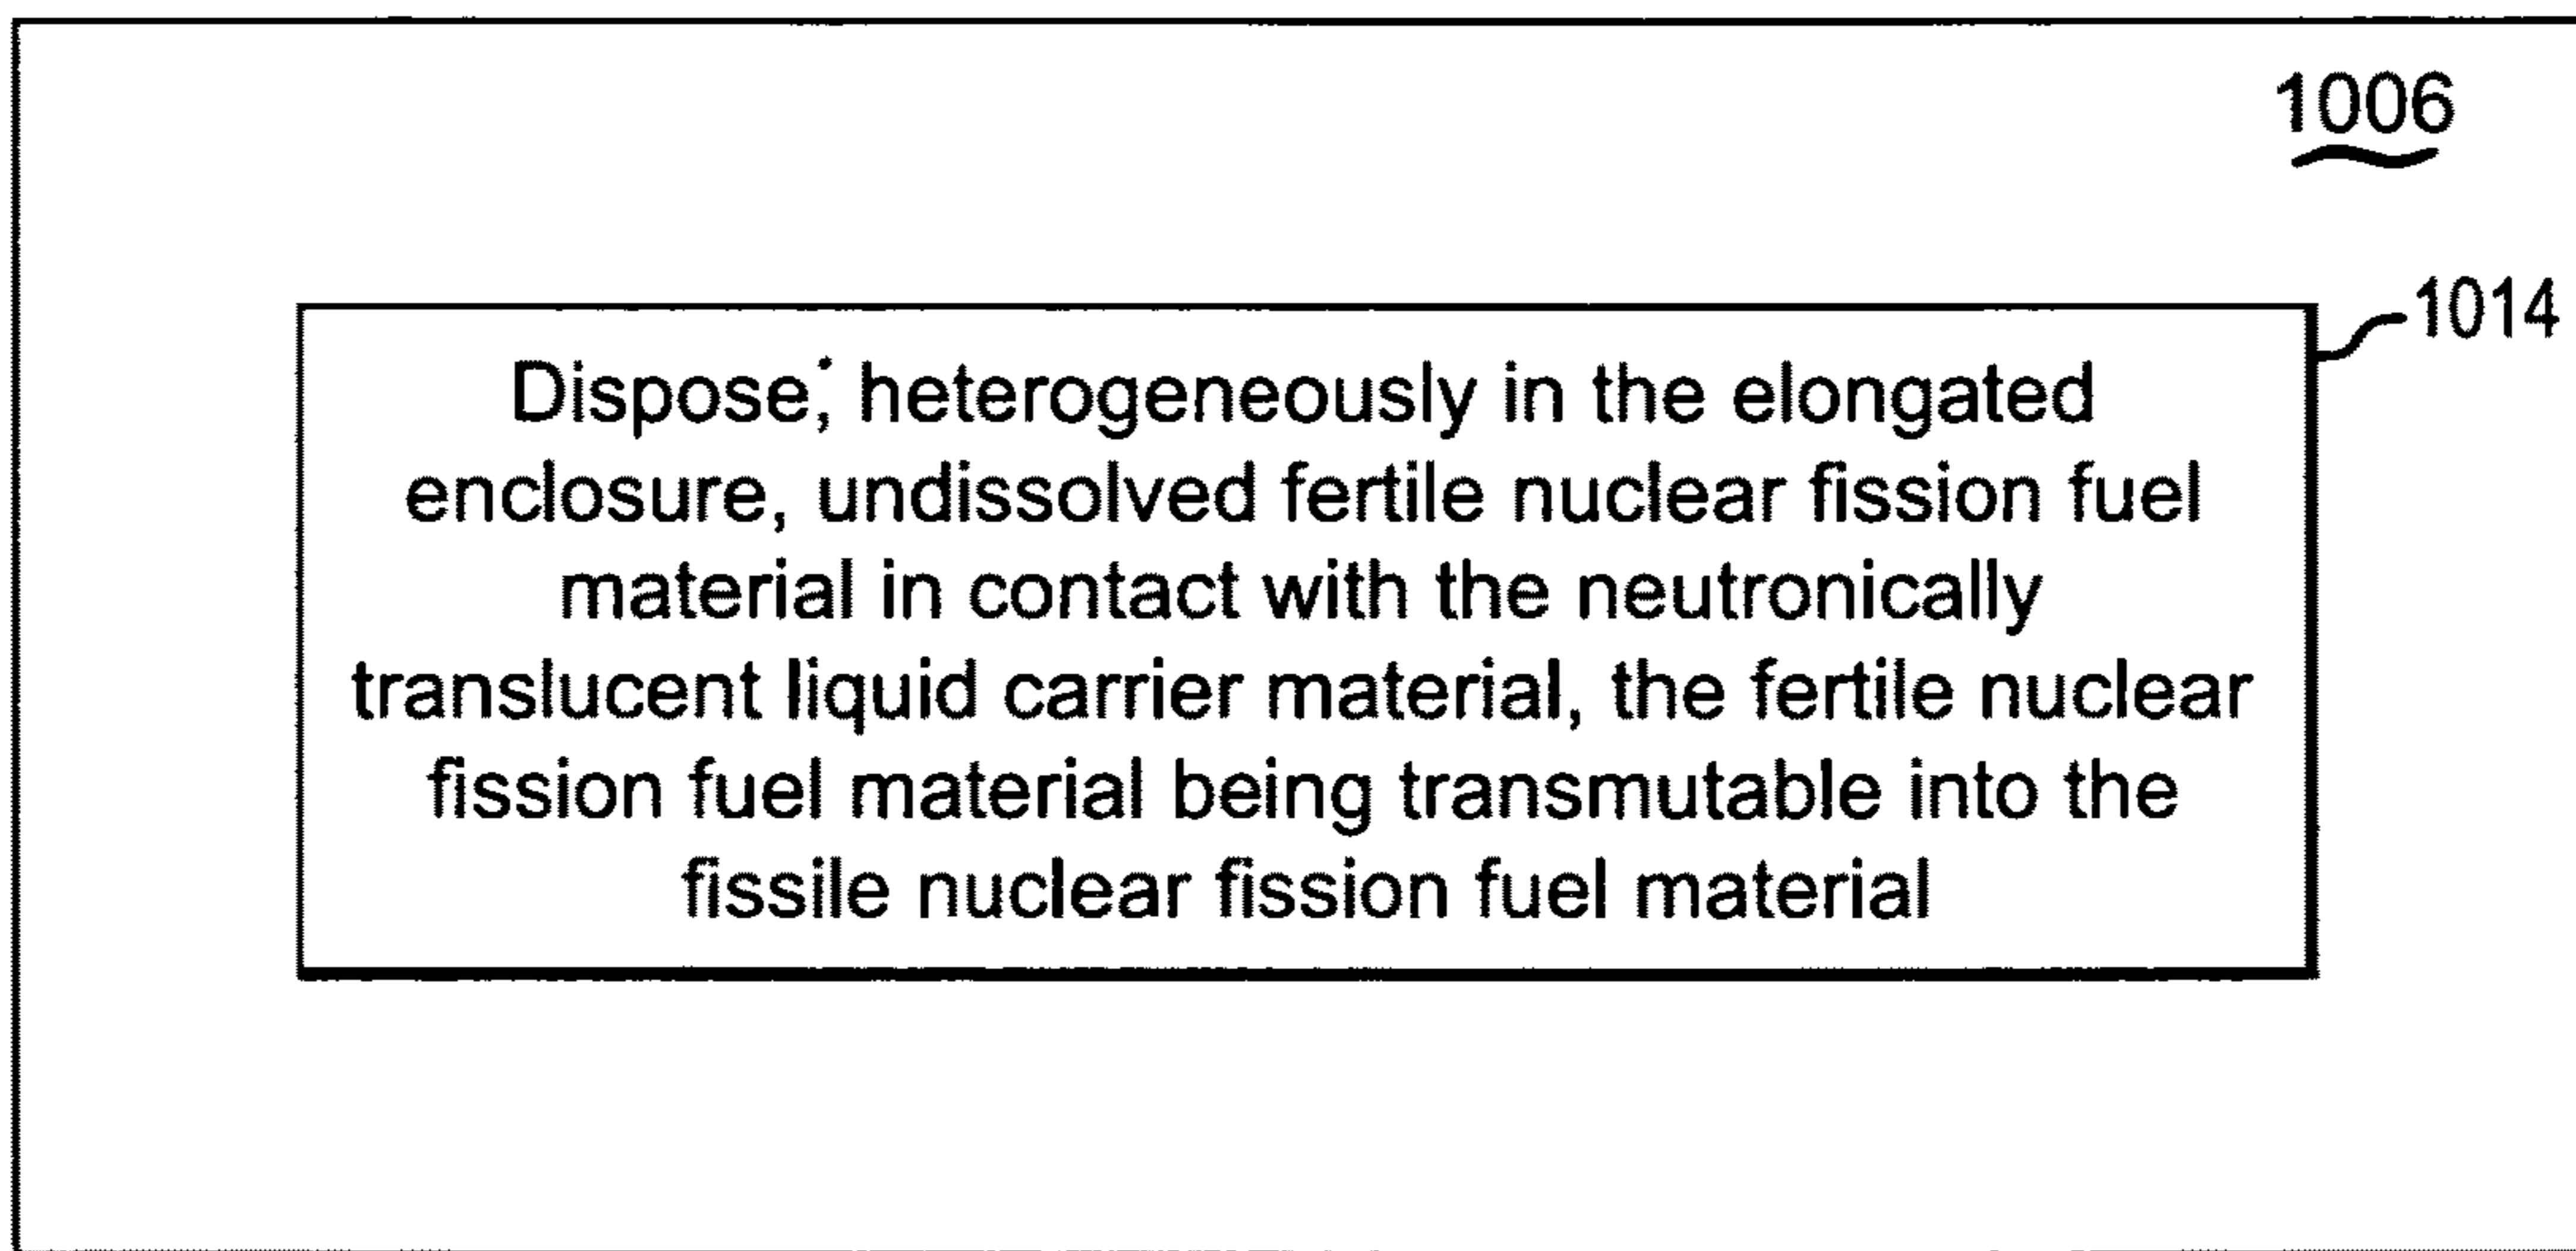 1006
1014
Dispose, heterogeneously in the elongated
enclosure, undissolved fertile nuclear fission fuel
material in contact with the neutronically
translucent liquid carrier material, the fertile nuclear
fission fuel material being transmutable into the
fissile nuclear fission fuel material